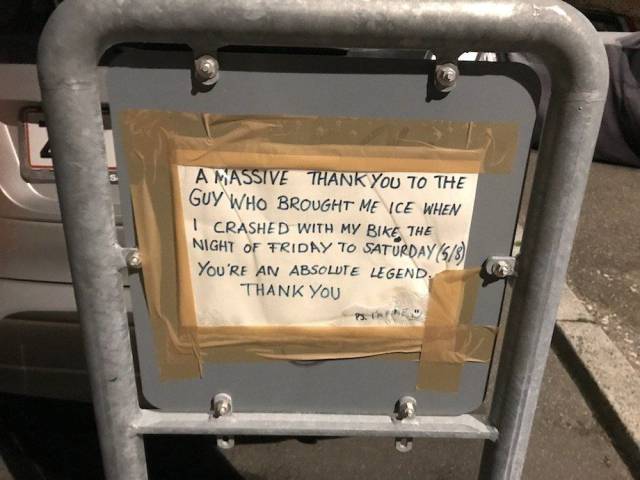 A MASSIVE THANK YOU TO THE
GUY WHO BROUGHT ME ICE WHEN
I CRASHED WITH MY BIKE, THE
NIGHT OF FRIDAY TO SATURDAY (5/8)
YOU'RE AN ABSOLUTE LEGEND.
THANK YOU
PS.